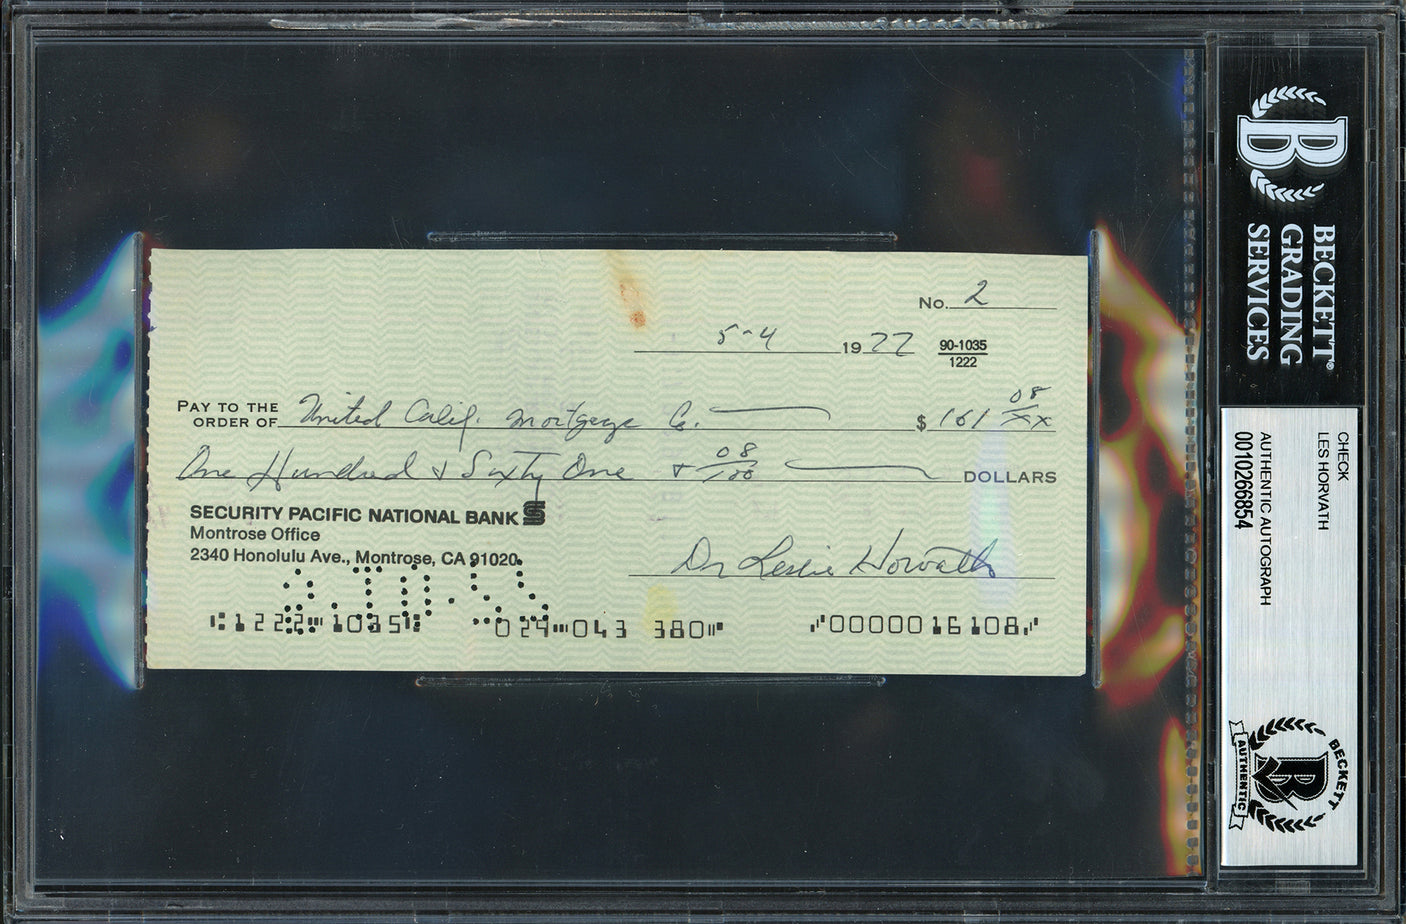 No. 2
5-4 1977 90-1035
1222
PAY TO THE
ORDER OF United Calif. Mortgage Co. $ 161 08/xx
One Hundred & Sixty One & 08/100 DOLLARS
SECURITY PACIFIC NATIONAL BANK
Montrose Office
2340 Honolulu Ave., Montrose, CA 91020
Dr Leslie Horvath
⑆1222⑉1035⑆ 029⑉043 380⑈ ⑇0000016108⑇
BECKETT
GRADING
SERVICES
CHECK
LES HORVATH
AUTHENTIC AUTOGRAPH
0010266854
BECKETT
B
AUTHENTIC